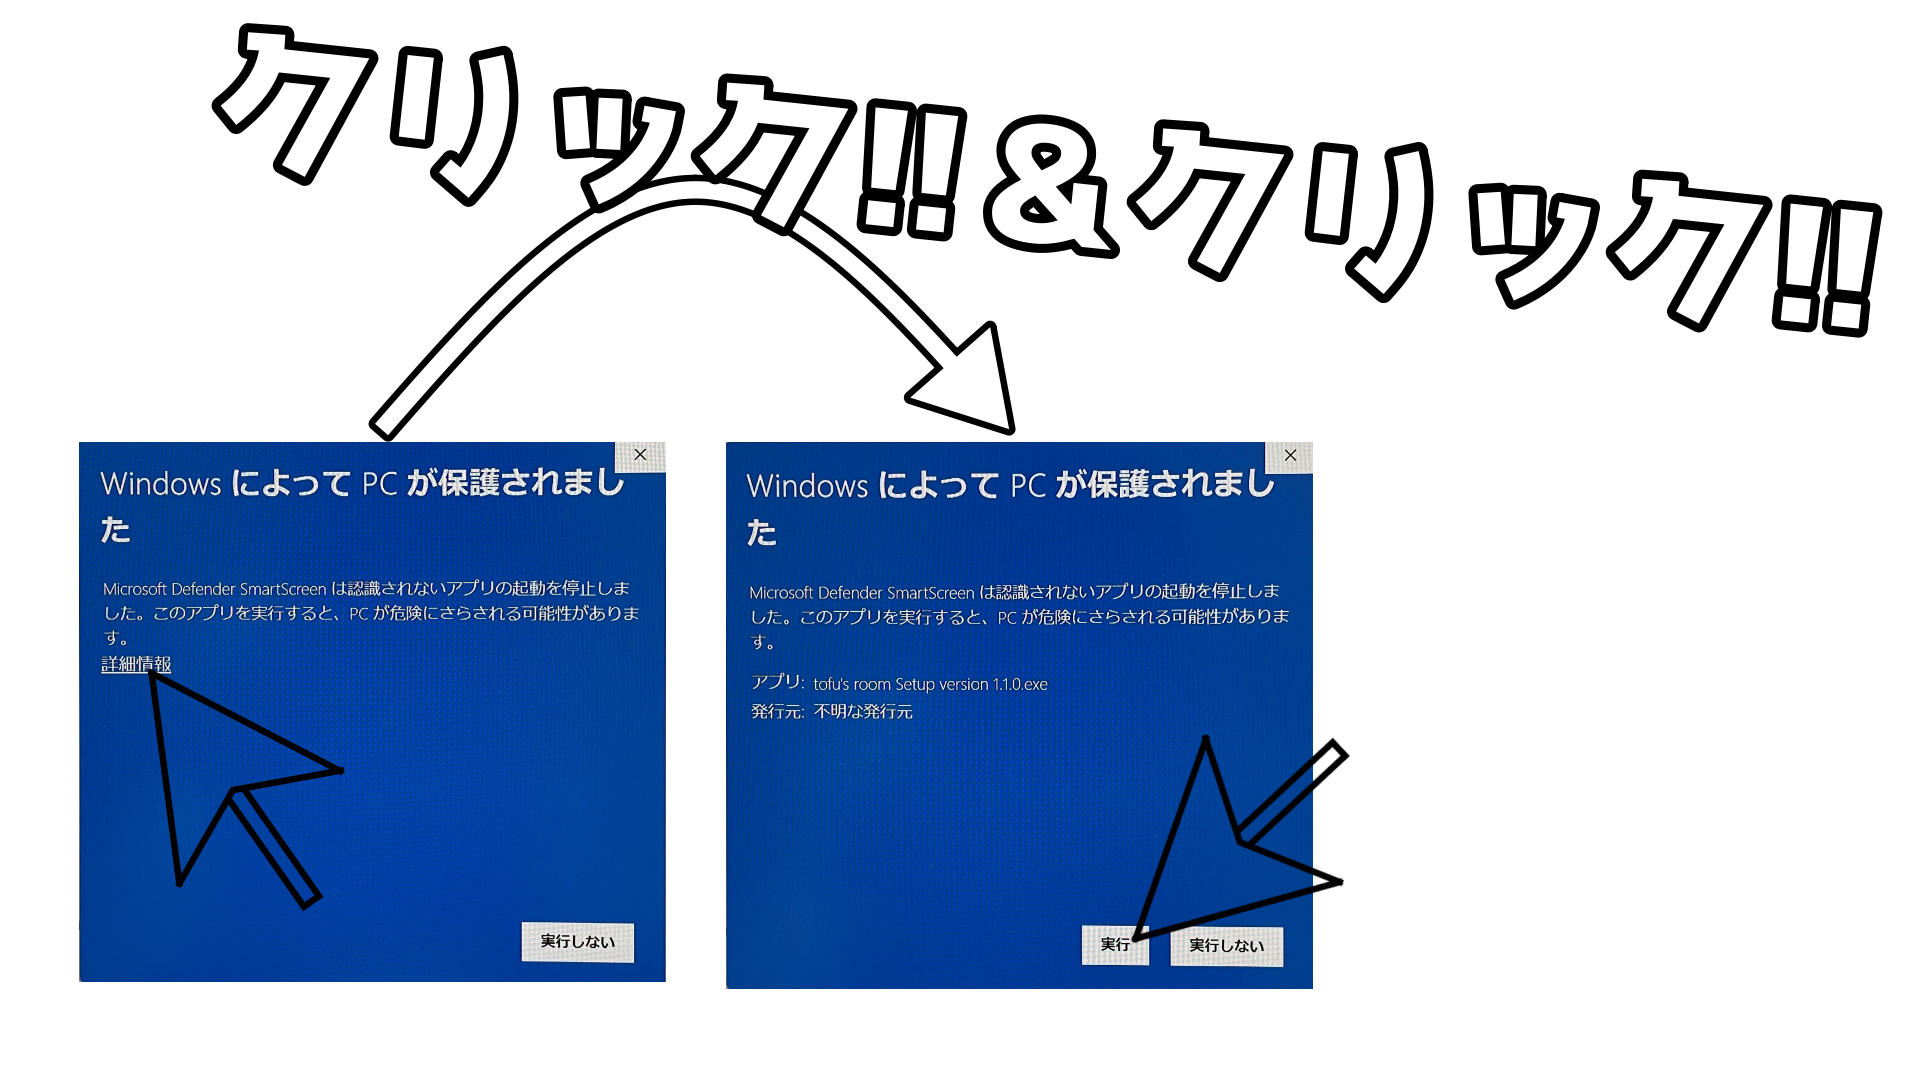 クリック!!&クリック!!
Windows によって PC が保護されまし
た
Microsoft Defender SmartScreen は認識されないアプリの起動を停止しま
した。このアプリを実行すると、PC が危険にさらされる可能性がありま
す。
詳細情報
実行しない
Windows によって PC が保護されまし
た
Microsoft Defender SmartScreen は認識されないアプリの起動を停止しま
した。このアプリを実行すると、PC が危険にさらされる可能性がありま
す。
アプリ: tofu's room Setup version 1.1.0.exe
発行元: 不明な発行元
実行
実行しない